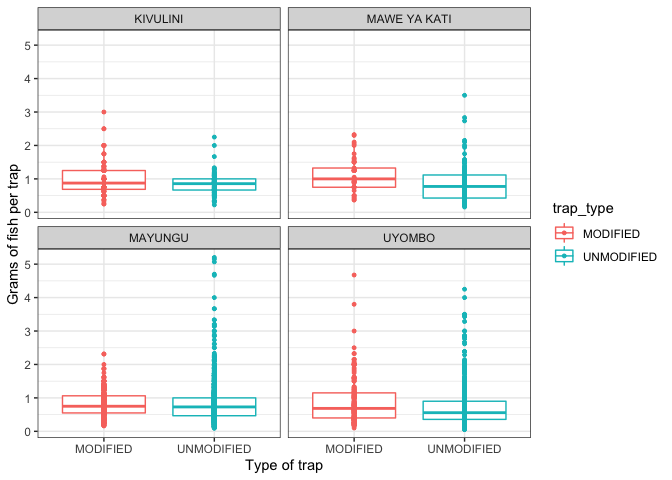 KIVULINI
MAWE YA KATI
5
4
3
2
1
0
MAYUNGU
UYOMBO
5
4
3
2
1
0
Grams of fish per trap
MODIFIED
UNMODIFIED
MODIFIED
UNMODIFIED
Type of trap
trap_type
MODIFIED
UNMODIFIED